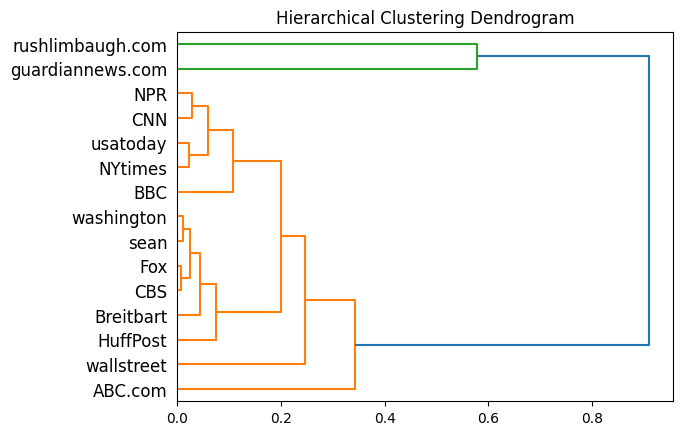 Hierarchical Clustering Dendrogram
rushlimbaugh.com
guardiannews.com
NPR
CNN
usatoday
NYtimes
BBC
washington
sean
Fox
CBS
Breitbart
HuffPost
wallstreet
ABC.com
0.0 0.2 0.4 0.6 0.8